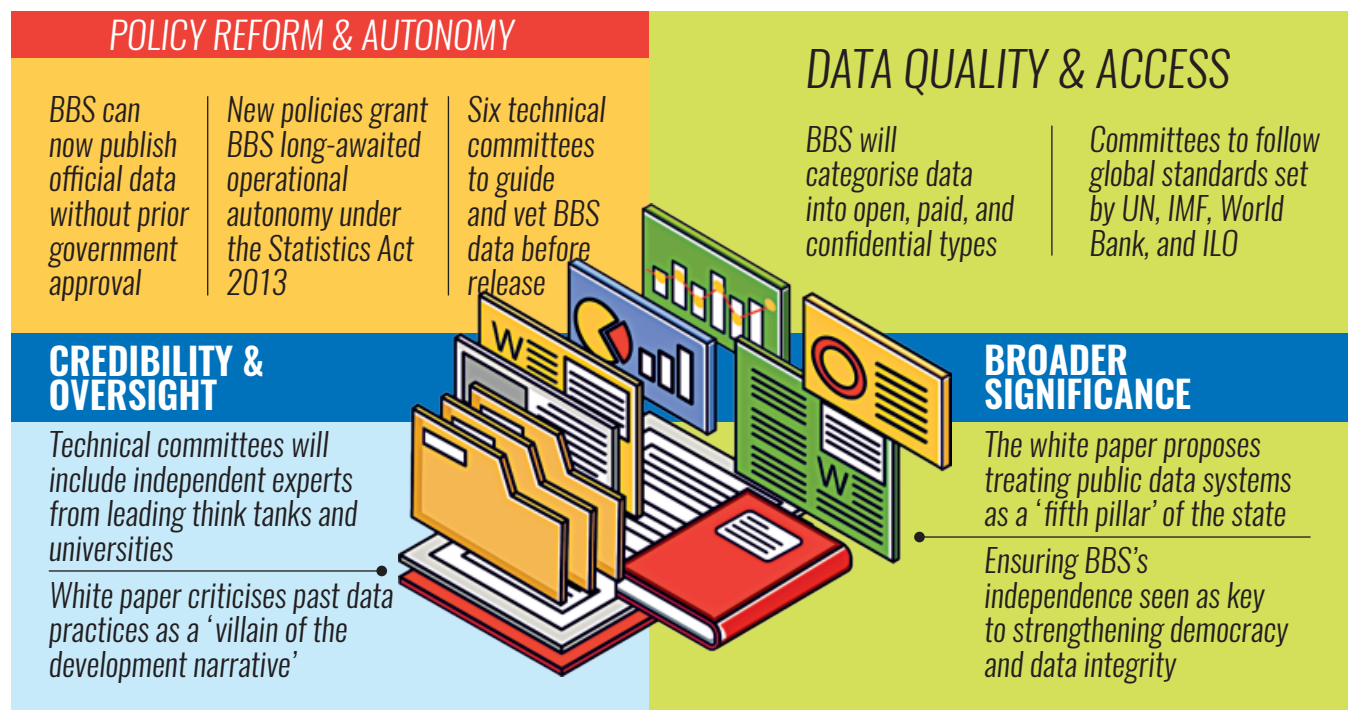 POLICY REFORM & AUTONOMY
BBS can
now publish
official data
without prior
government
approval
New policies grant
BBS long-awaited
operational
autonomy under
the Statistics Act
2013
Six technical
committees
to guide
and vet BBS
data before
release
DATA QUALITY & ACCESS
BBS will
categorise data
into open, paid, and
confidential types
Committees to follow
global standards set
by UN, IMF, World
Bank, and ILO
CREDIBILITY &
OVERSIGHT
Technical committees will
include independent experts
from leading think tanks and
universities
White paper criticises past data
practices as a ‘villain of the
development narrative’
W
W
BROADER
SIGNIFICANCE
The white paper proposes
treating public data systems
as a ‘fifth pillar’ of the state
Ensuring BBS’s
independence seen as key
to strengthening democracy
and data integrity